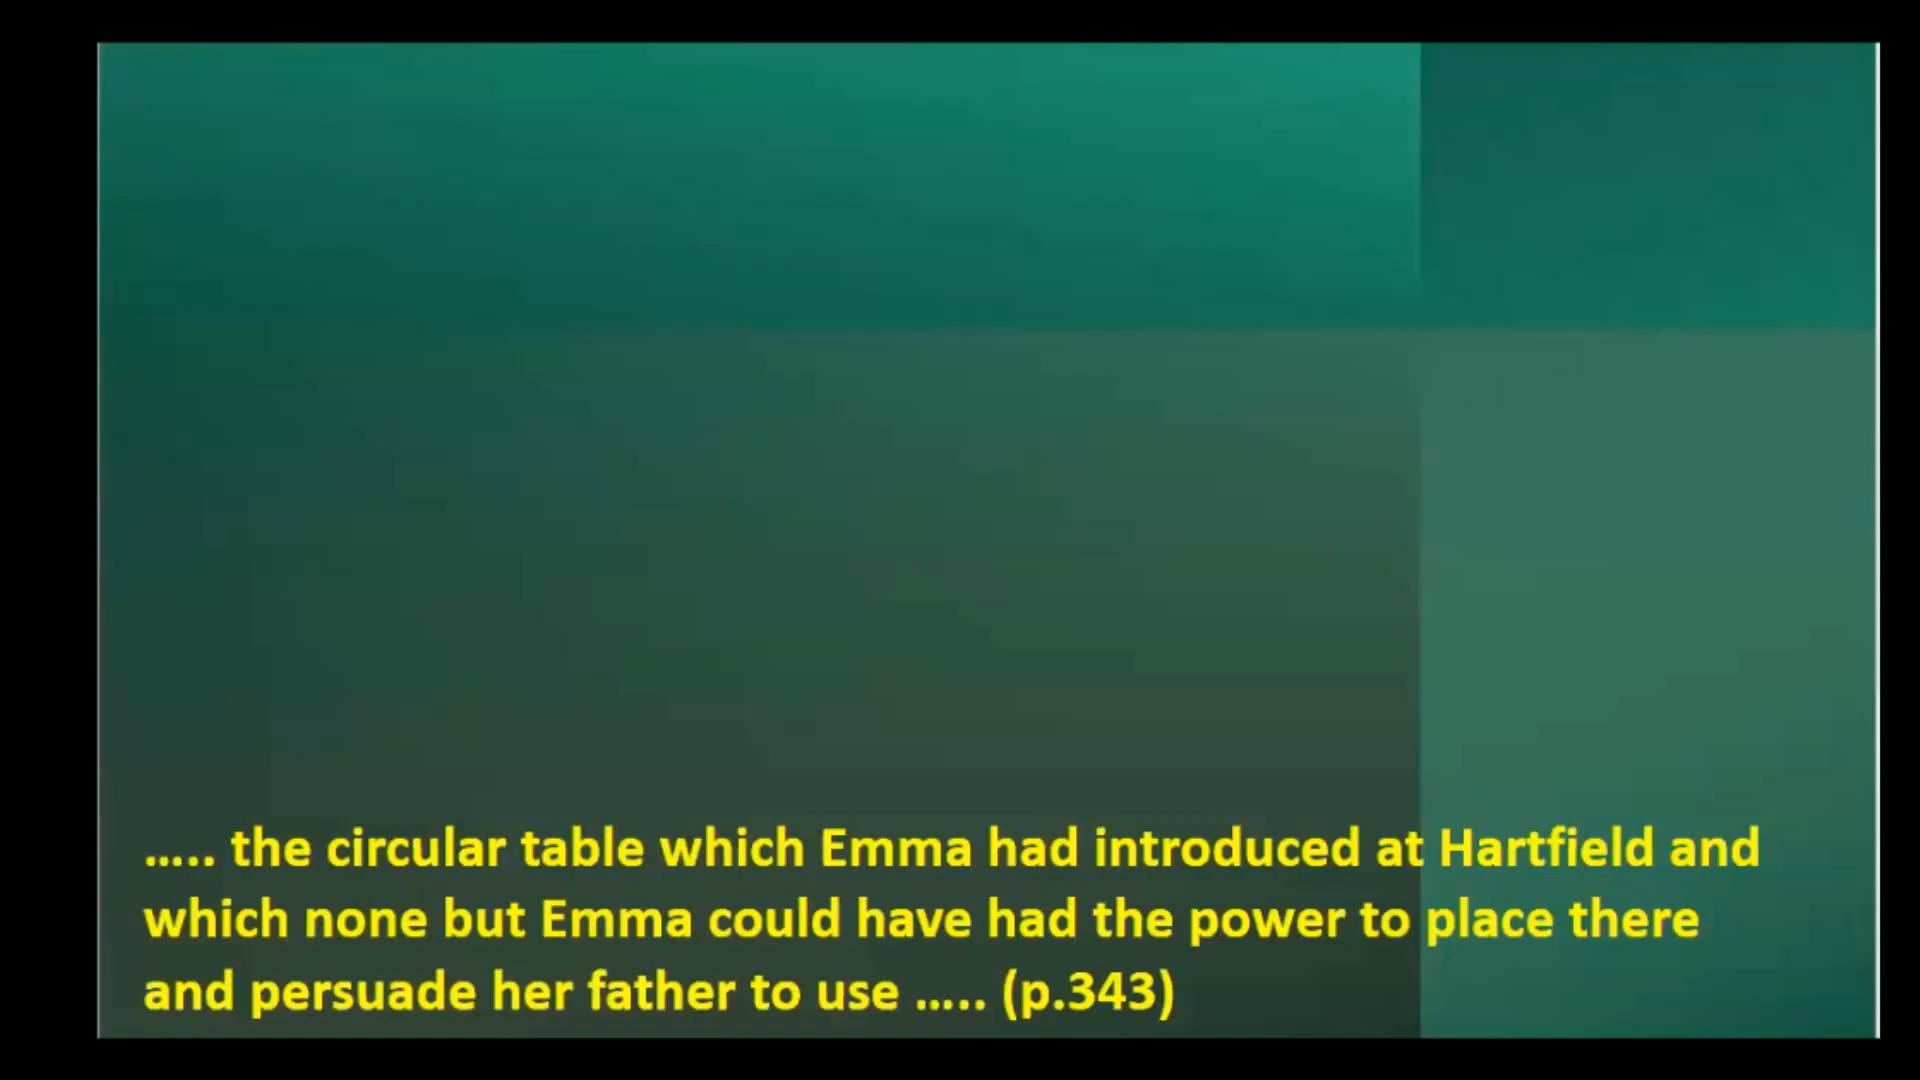 ..... the circular table which Emma had introduced at Hartfield and
which none but Emma could have had the power to place there
and persuade her father to use ..... (p.343)